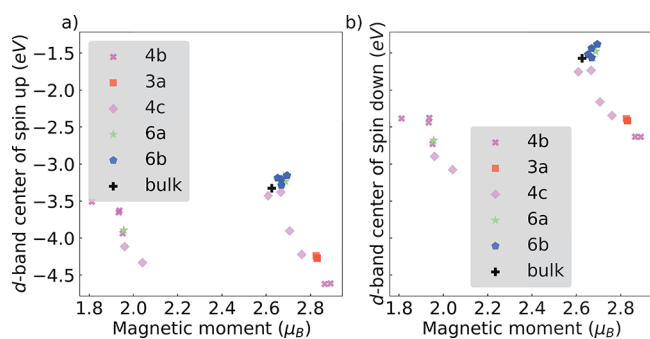 a)
d-band center of spin up (eV)
−1.5
−2.0
−2.5
−3.0
−3.5
−4.0
−4.5
4b
3a
4c
6a
6b
bulk
1.8 2.0 2.2 2.4 2.6 2.8
Magnetic moment (μB)
b)
d-band center of spin down (eV)
4b
3a
4c
6a
6b
bulk
1.8 2.0 2.2 2.4 2.6 2.8
Magnetic moment (μB)